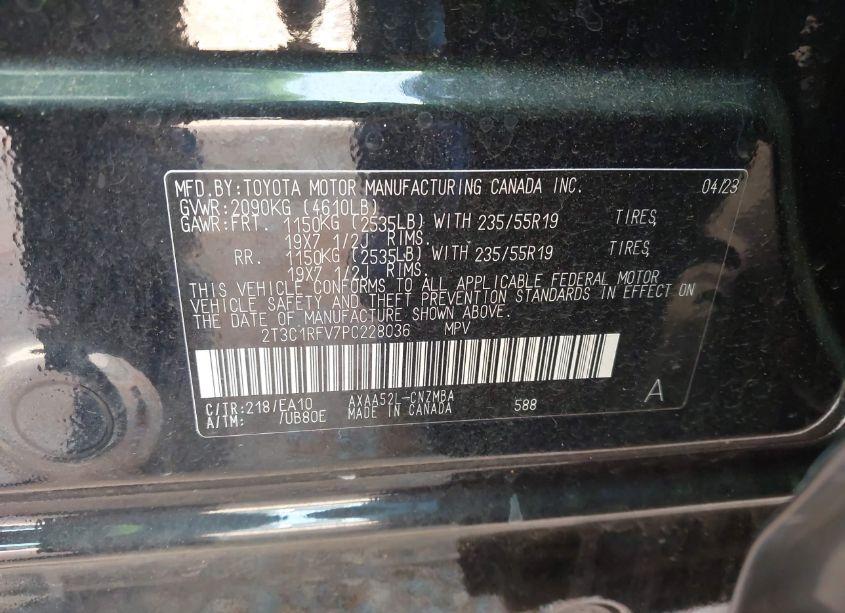 MFD.BY:TOYOTA MOTOR MANUFACTURING CANADA INC. 04/23
GVWR:2090KG (4610LB)
GAWR:FRT. 1150KG (2535LB) WITH 235/55R19 TIRES,
19X7 1/2J RIMS.
RR. 1150KG (2535LB) WITH 235/55R19 TIRES,
19X7 1/2J RIMS.
THIS VEHICLE CONFORMS TO ALL APPLICABLE FEDERAL MOTOR
VEHICLE SAFETY AND THEFT PREVENTION STANDARDS IN EFFECT ON
THE DATE OF MANUFACTURE SHOWN ABOVE.
2T3C1RFV7PC228036 MPV
C/TR:218/EA10 AXAA52L-CNZMBA A
A/TM: /UB80E MADE IN CANADA 588